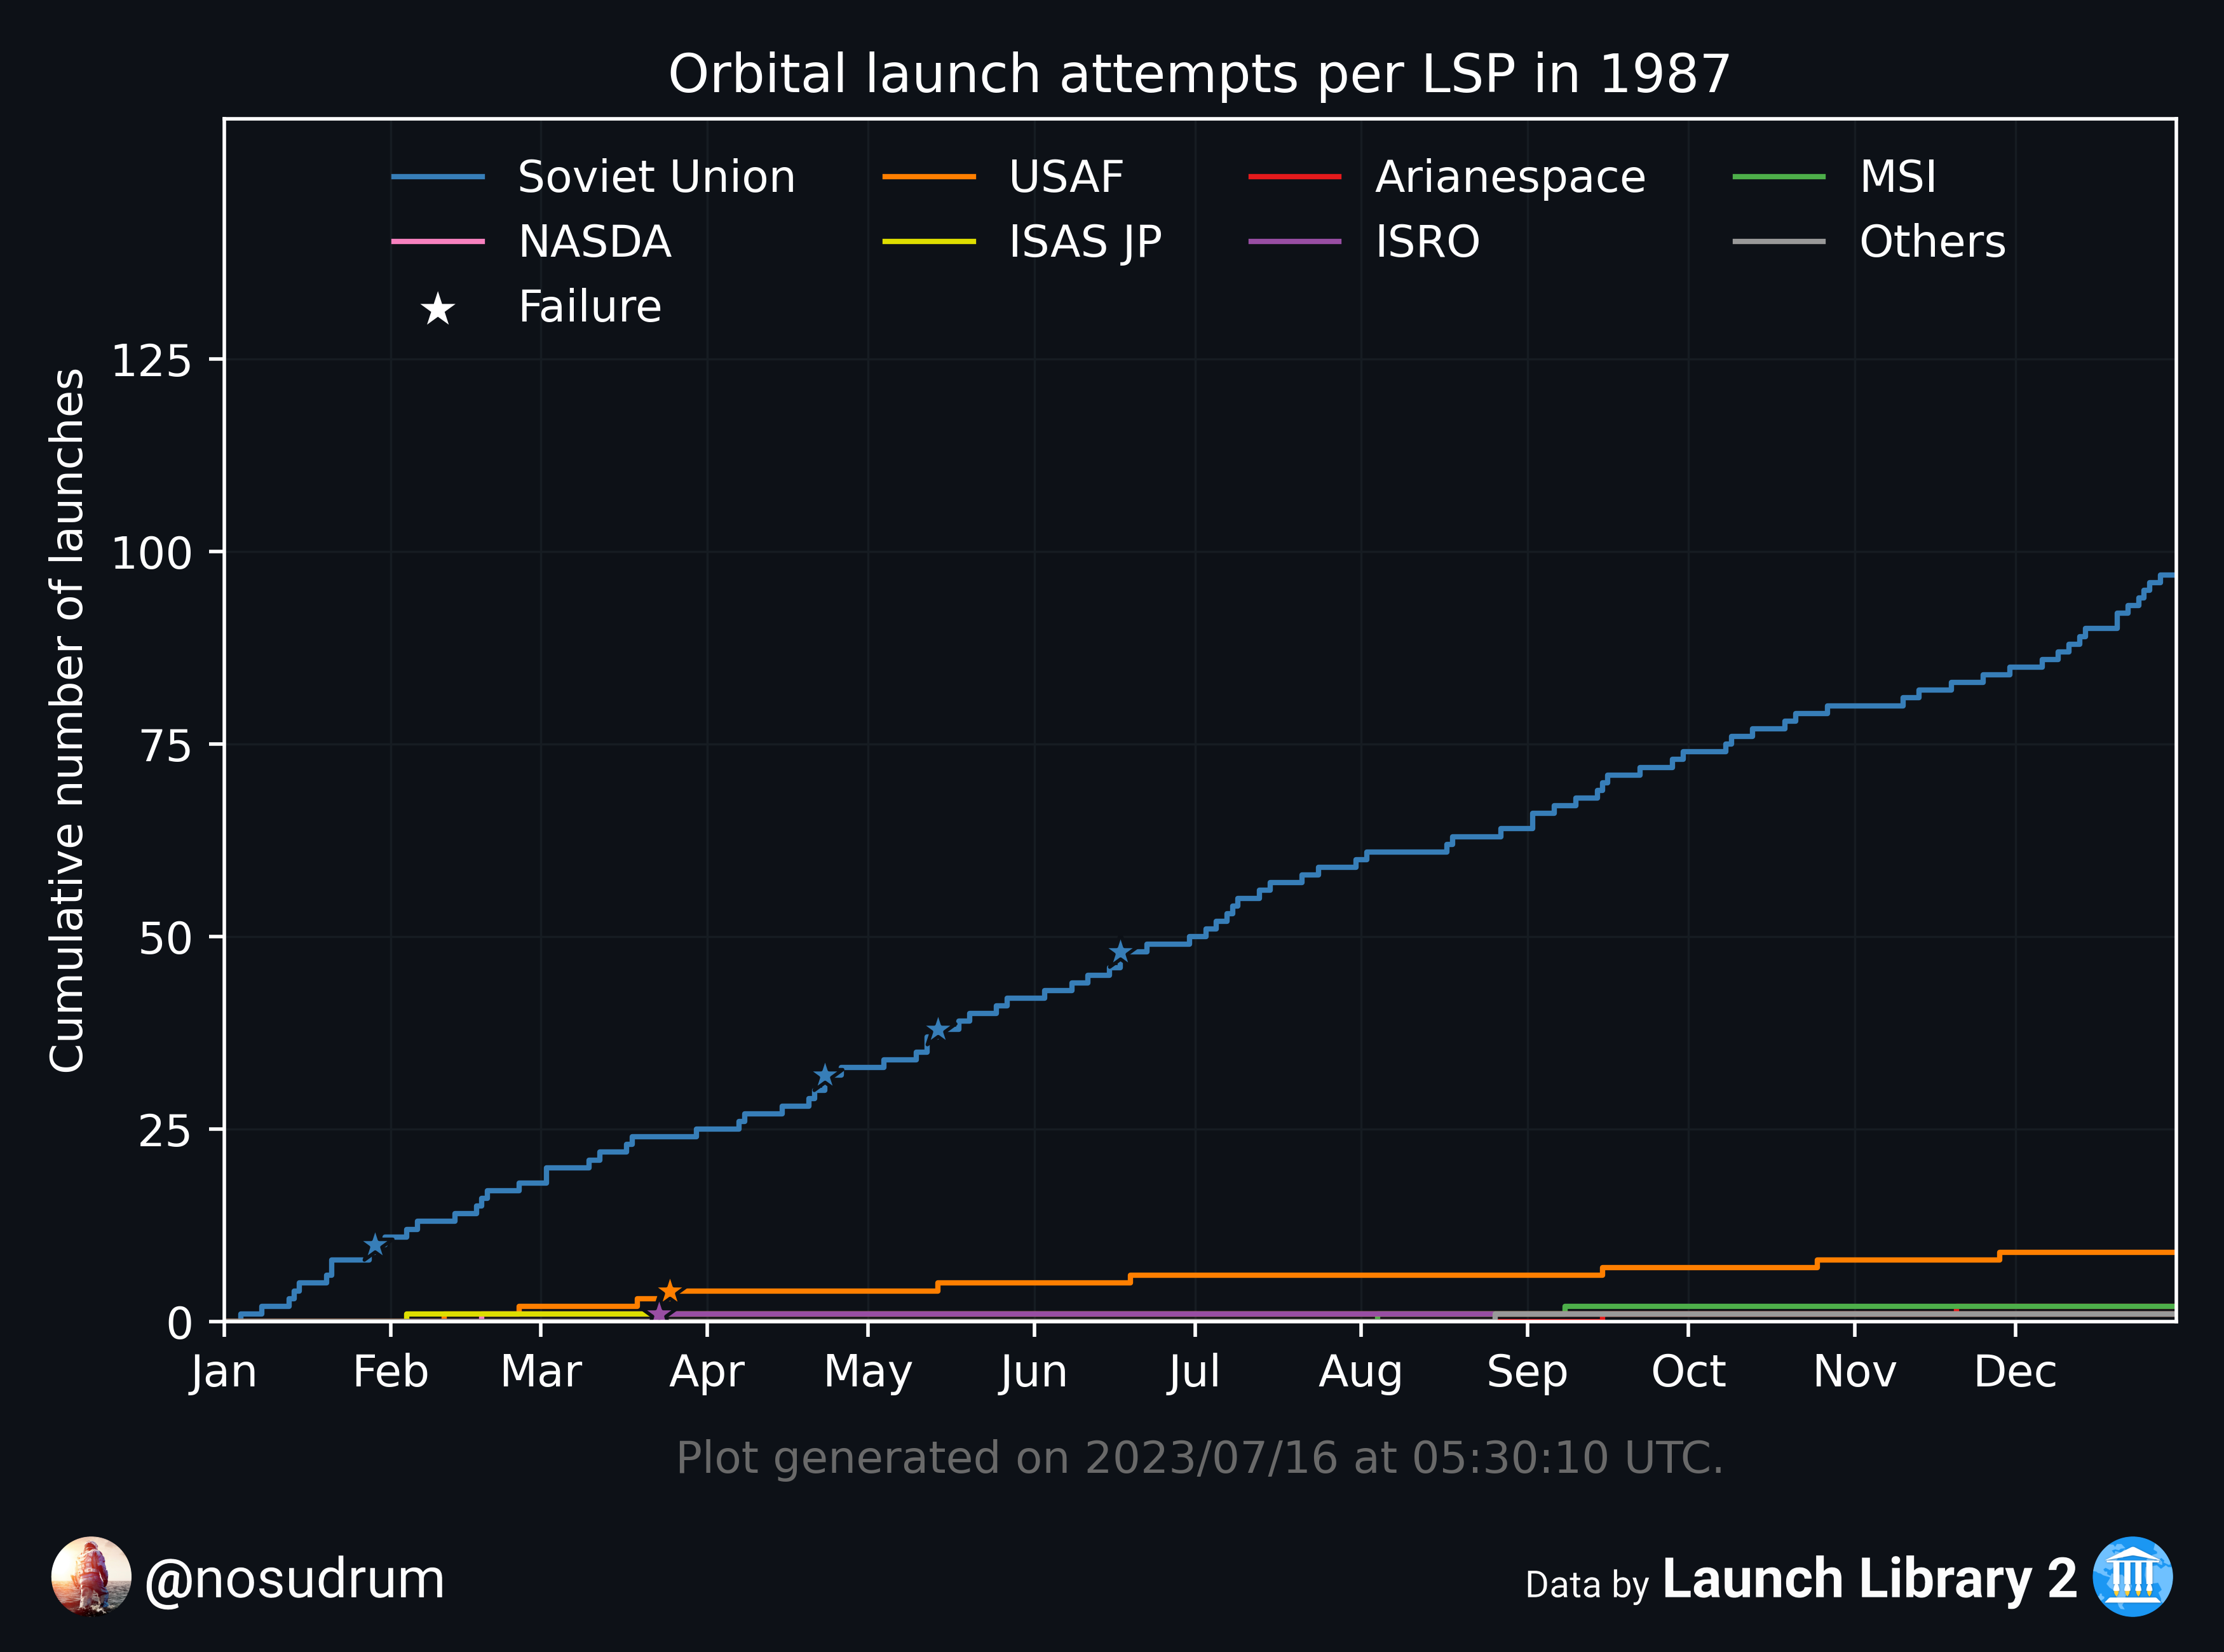 Orbital launch attempts per LSP in 1987
Soviet Union USAF Arianespace MSI
NASDA ISAS JP ISRO Others
Failure
Cumulative number of launches
125
100
75
50
25
0
Jan Feb Mar Apr May Jun Jul Aug Sep Oct Nov Dec
Plot generated on 2023/07/16 at 05:30:10 UTC.
@nosudrum
Data by Launch Library 2